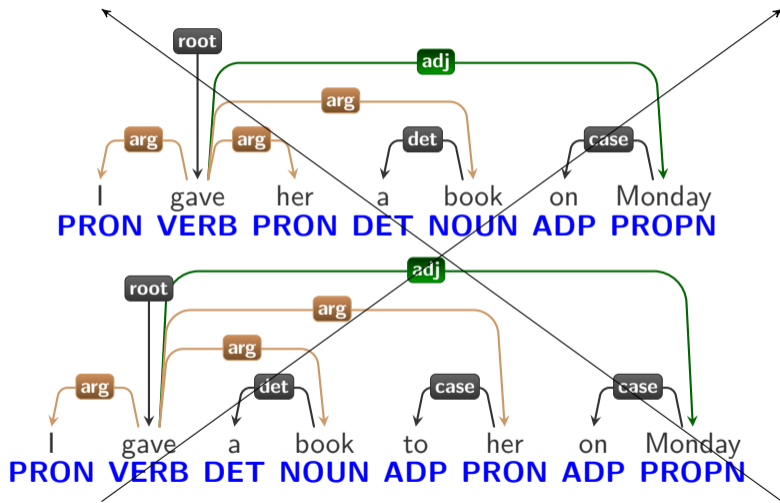 root
adj
arg
arg arg det case
I gave her a book on Monday
PRON VERB PRON DET NOUN ADP PROPN
adj
root
arg
arg
arg det case case
I gave a book to her on Monday
PRON VERB DET NOUN ADP PRON ADP PROPN